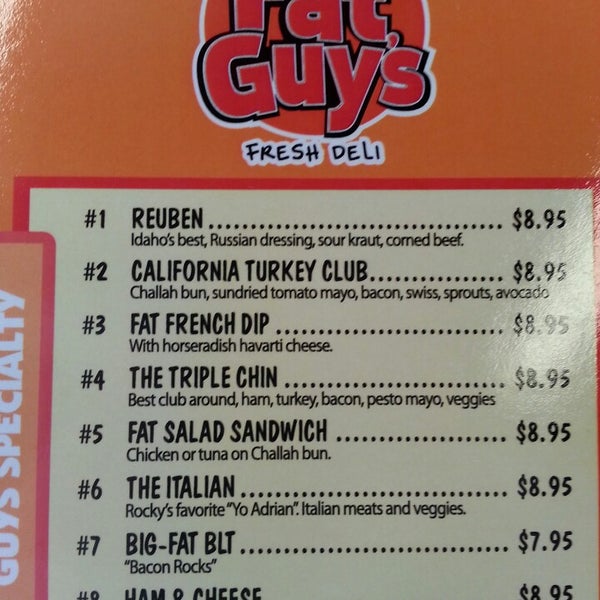 Fat
Guy's
FRESH DELI
#1 REUBEN $8.95
Idaho's best, Russian dressing, sour kraut, corned beef.
#2 CALIFORNIA TURKEY CLUB $8.95
Challah bun, sundried tomato mayo, bacon, swiss, sprouts, avocado
#3 FAT FRENCH DIP $8.95
With horseradish havarti cheese.
#4 THE TRIPLE CHIN $8.95
Best club around, ham, turkey, bacon, pesto mayo, veggies
#5 FAT SALAD SANDWICH $8.95
Chicken or tuna on Challah bun.
#6 THE ITALIAN $8.95
Rocky's favorite "Yo Adrian". Italian meats and veggies.
#7 BIG-FAT BLT $7.95
"Bacon Rocks"
#8 HAM & CHEESE $8.95
GUYS SPECIALTY